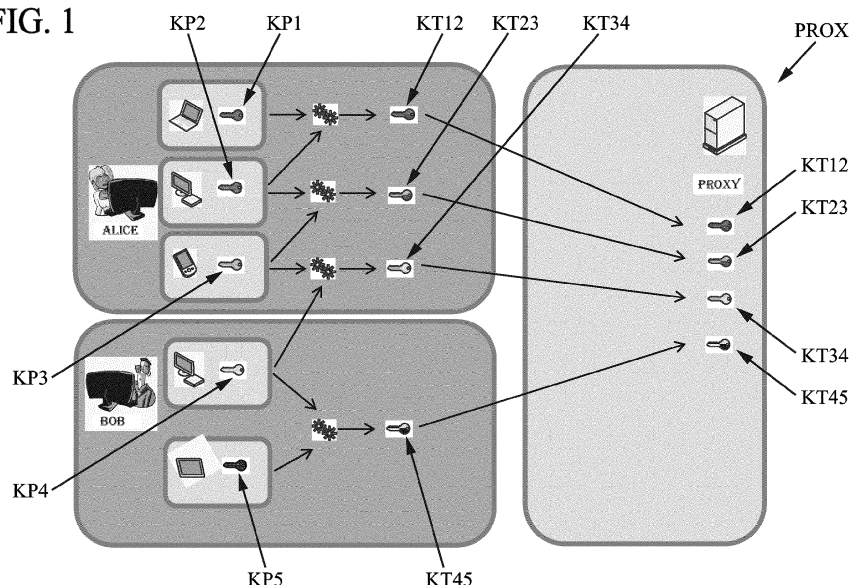 FIG. 1
KP2
KP1
KT12
KT23
KT34
PROX
PROXY
KT12
KT23
ALICE
KT34
KP3
KT45
BOB
KP4
KP5
KT45